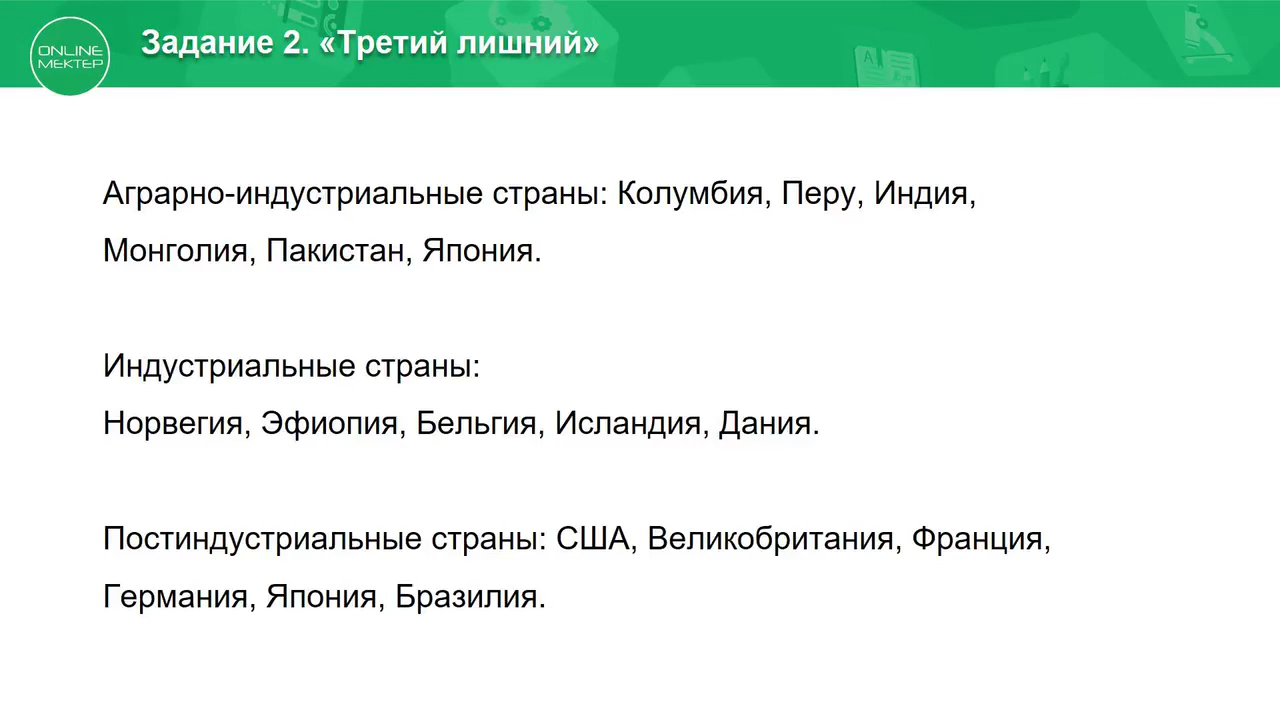 ONLINE
МЕКТЕР
Задание 2. «Третий лишний»
Аграрно-индустриальные страны: Колумбия, Перу, Индия,
Монголия, Пакистан, Япония.
Индустриальные страны:
Норвегия, Эфиопия, Бельгия, Исландия, Дания.
Постиндустриальные страны: США, Великобритания, Франция,
Германия, Япония, Бразилия.